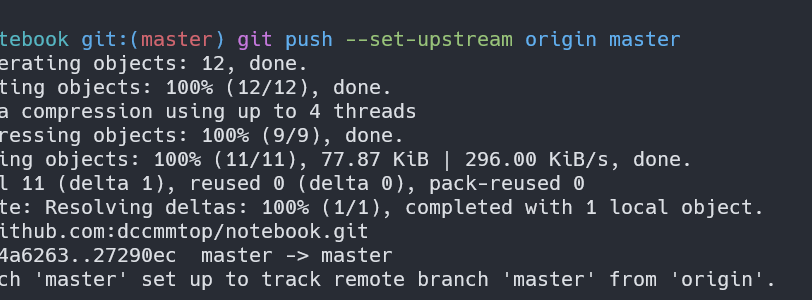 tebook git:(master) git push --set-upstream origin master
erating objects: 12, done.
ting objects: 100% (12/12), done.
a compression using up to 4 threads
ressing objects: 100% (9/9), done.
ing objects: 100% (11/11), 77.87 KiB | 296.00 KiB/s, done.
l 11 (delta 1), reused 0 (delta 0), pack-reused 0
te: Resolving deltas: 100% (1/1), completed with 1 local object.
ithub.com:dccmmtop/notebook.git
4a6263..27290ec  master -> master
ch 'master' set up to track remote branch 'master' from 'origin'.